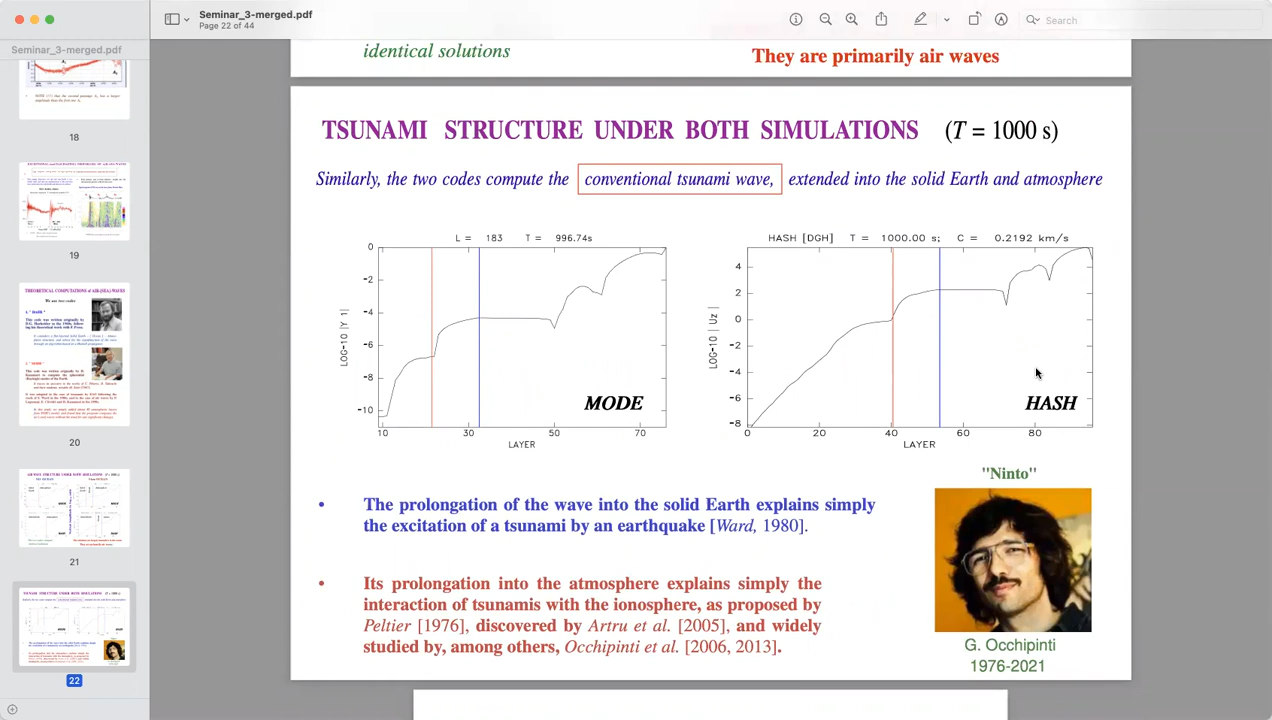 Seminar_3-merged.pdf
Page 22 of 44
Search
Seminar_3-merged.pdf
18
19
20
21
22
identical solutions
They are primarily air waves
TSUNAMI STRUCTURE UNDER BOTH SIMULATIONS (T = 1000 s)
Similarly, the two codes compute the conventional tsunami wave, extended into the solid Earth and atmosphere
L = 183 T = 996.74s
0
-2
-4
-6
-8
-10
LOG-10 |Y 1|
10 30 50 70
LAYER
MODE
HASH [DGH] T = 1000.00 s; C = 0.2192 km/s
4
2
0
-2
-4
-6
-8
LOG-10 | Uz |
0 20 40 60 80
LAYER
HASH
• The prolongation of the wave into the solid Earth explains simply
the excitation of a tsunami by an earthquake [Ward, 1980].
• Its prolongation into the atmosphere explains simply the
interaction of tsunamis with the ionosphere, as proposed by
Peltier [1976], discovered by Artru et al. [2005], and widely
studied by, among others, Occhipinti et al. [2006, 2013].
"Ninto"
G. Occhipinti
1976-2021